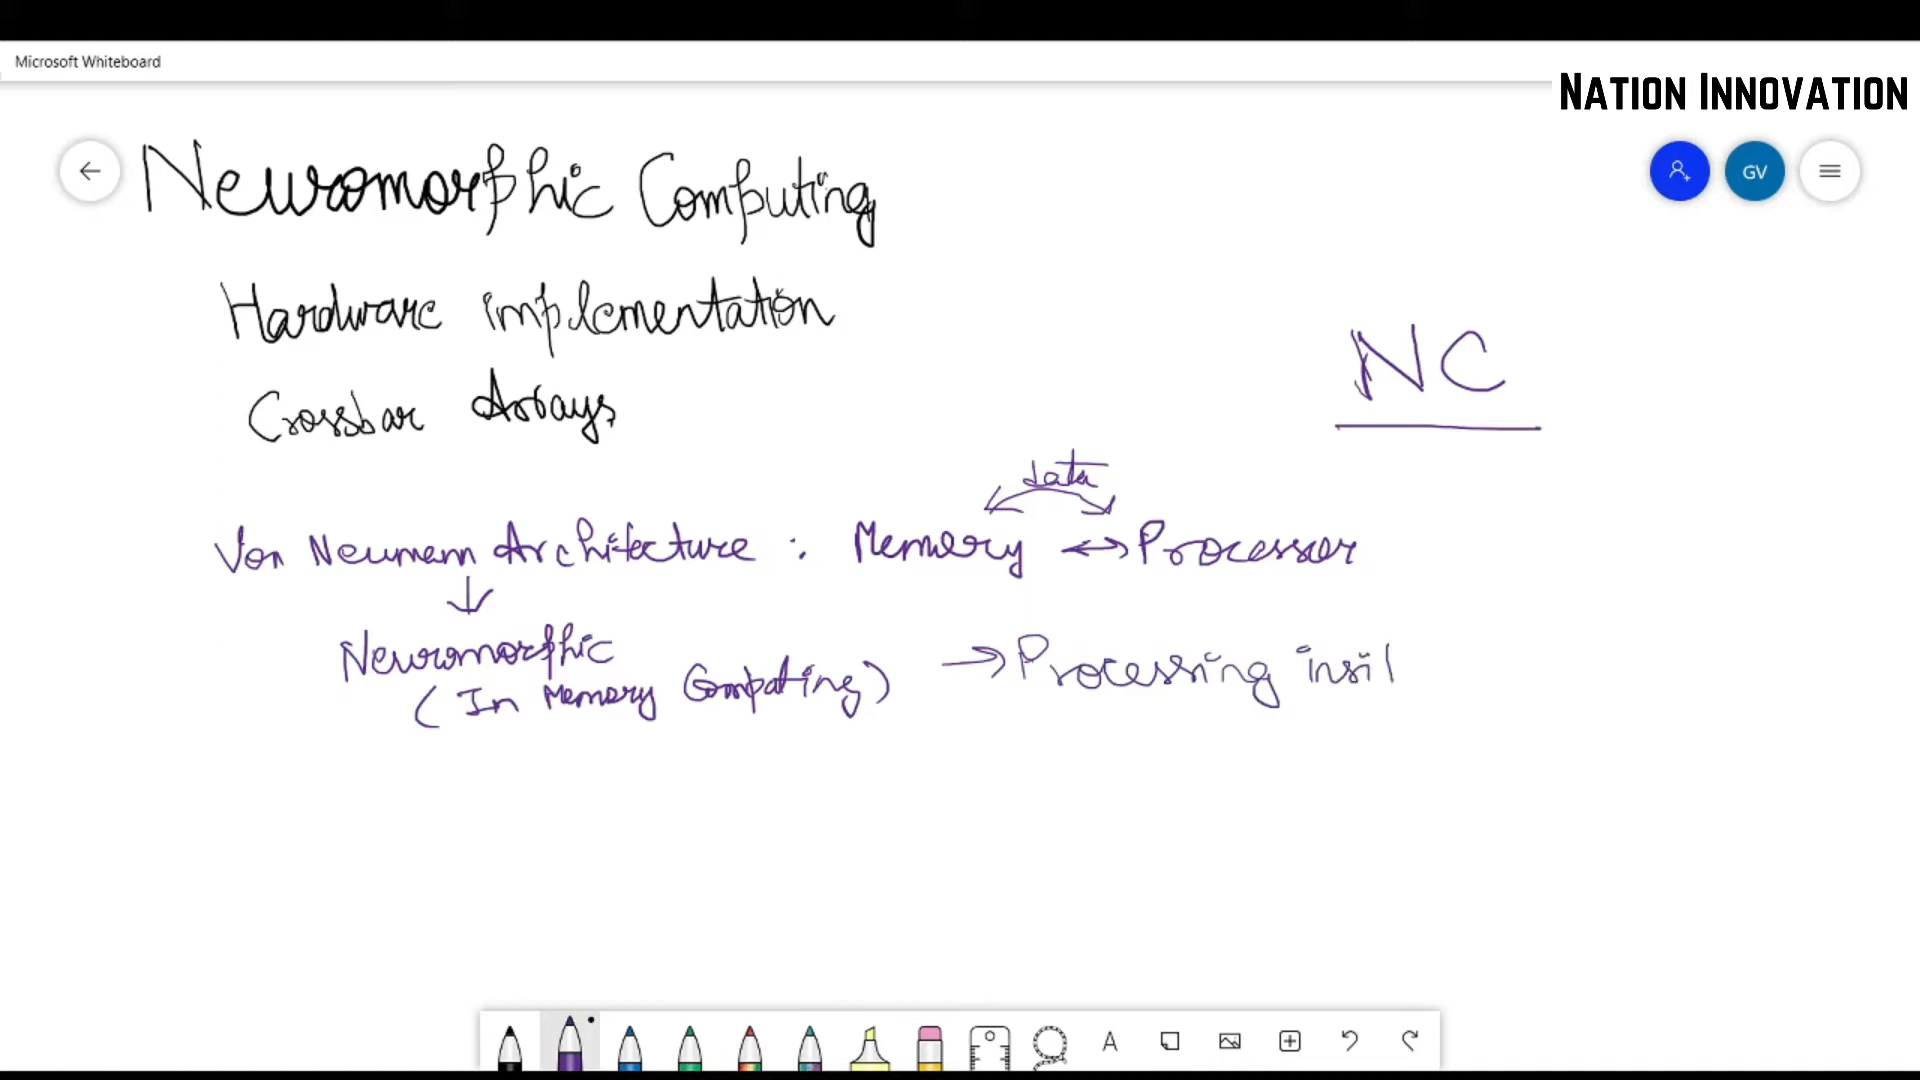 Microsoft Whiteboard
NATION INNOVATION
GV
Neuromorphic Computing
Hardware implementation
Crossbar Arrays
NC
data
Von Neumann Architecture : Memory ↔ Processor
↓
Neuromorphic
(In Memory Computing) → Processing insi
A